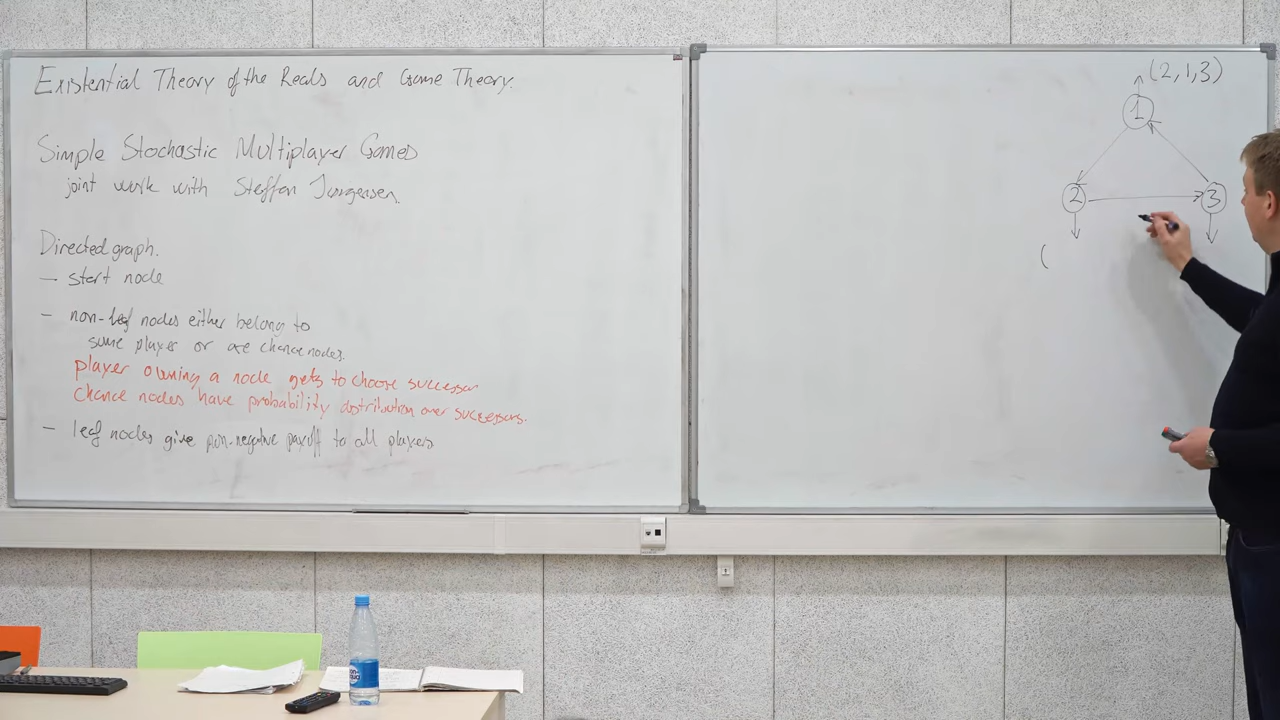 Existential Theory of the Reals and Game Theory.
Simple Stochastic Multiplayer Games
joint work with Steffan Jurgensen.
Directed graph.
— start node
— non-leaf nodes either belong to
some player or are chance nodes.
player owning a node gets to choose successor
chance nodes have probability distribution over successors.
— leaf nodes give non-negative payoff to all players
(2,1,3)
1
2
3
(